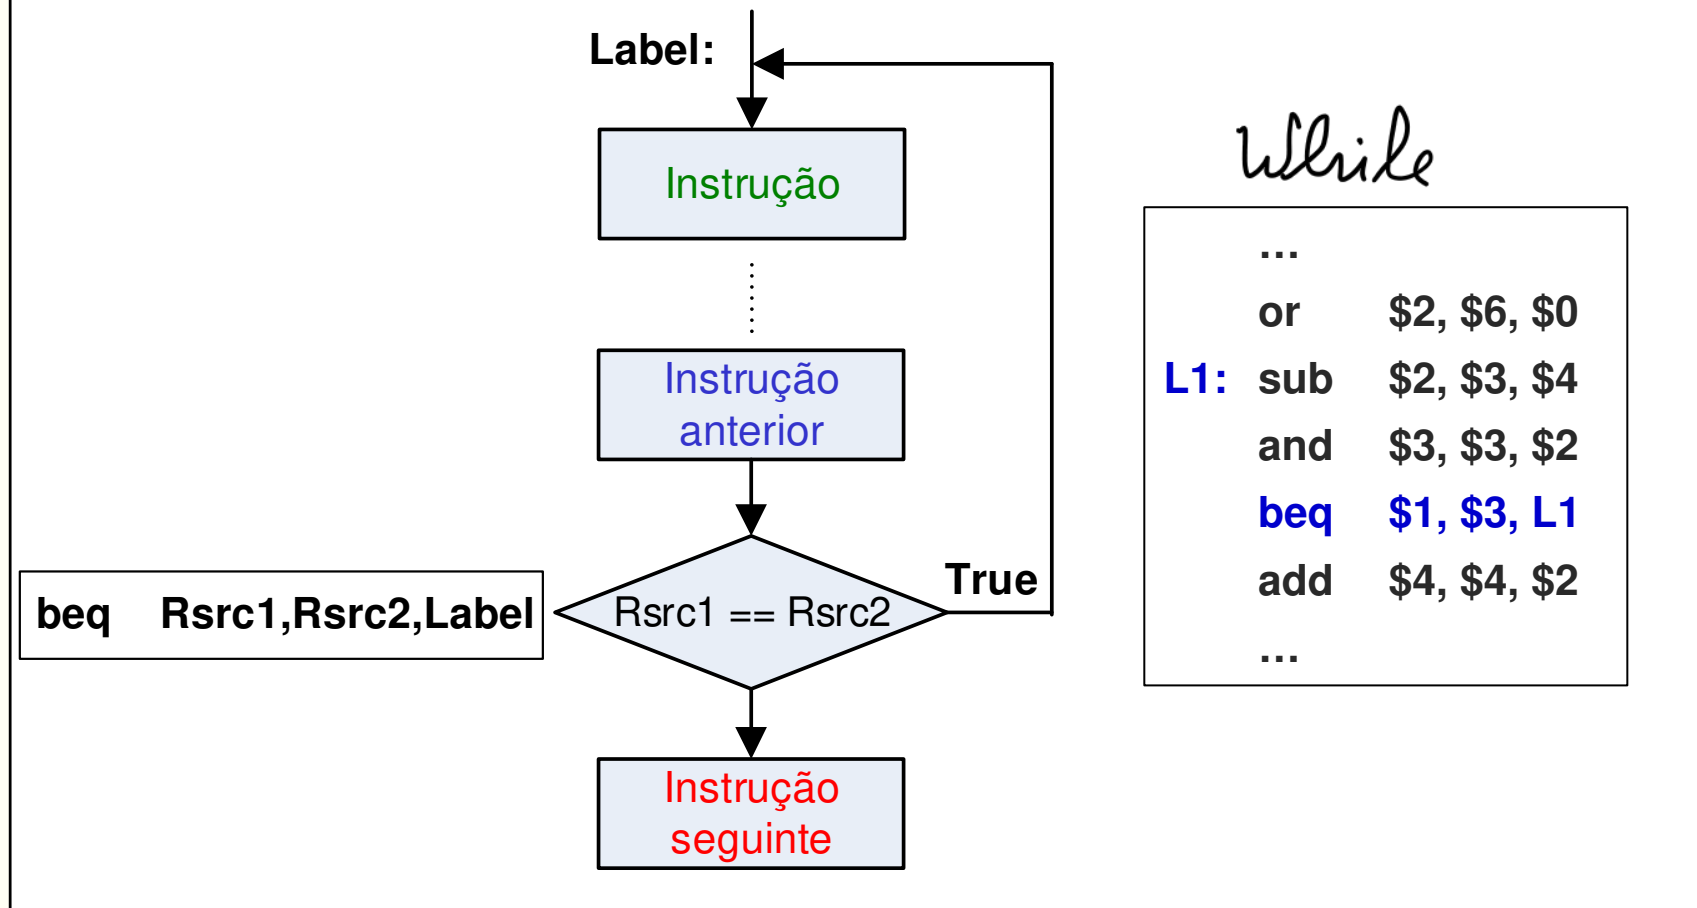 Label:
Instrução
Instrução
anterior
beq Rsrc1,Rsrc2,Label
Rsrc1 == Rsrc2
True
Instrução
seguinte
While
...
or $2, $6, $0
L1: sub $2, $3, $4
and $3, $3, $2
beq $1, $3, L1
add $4, $4, $2
...